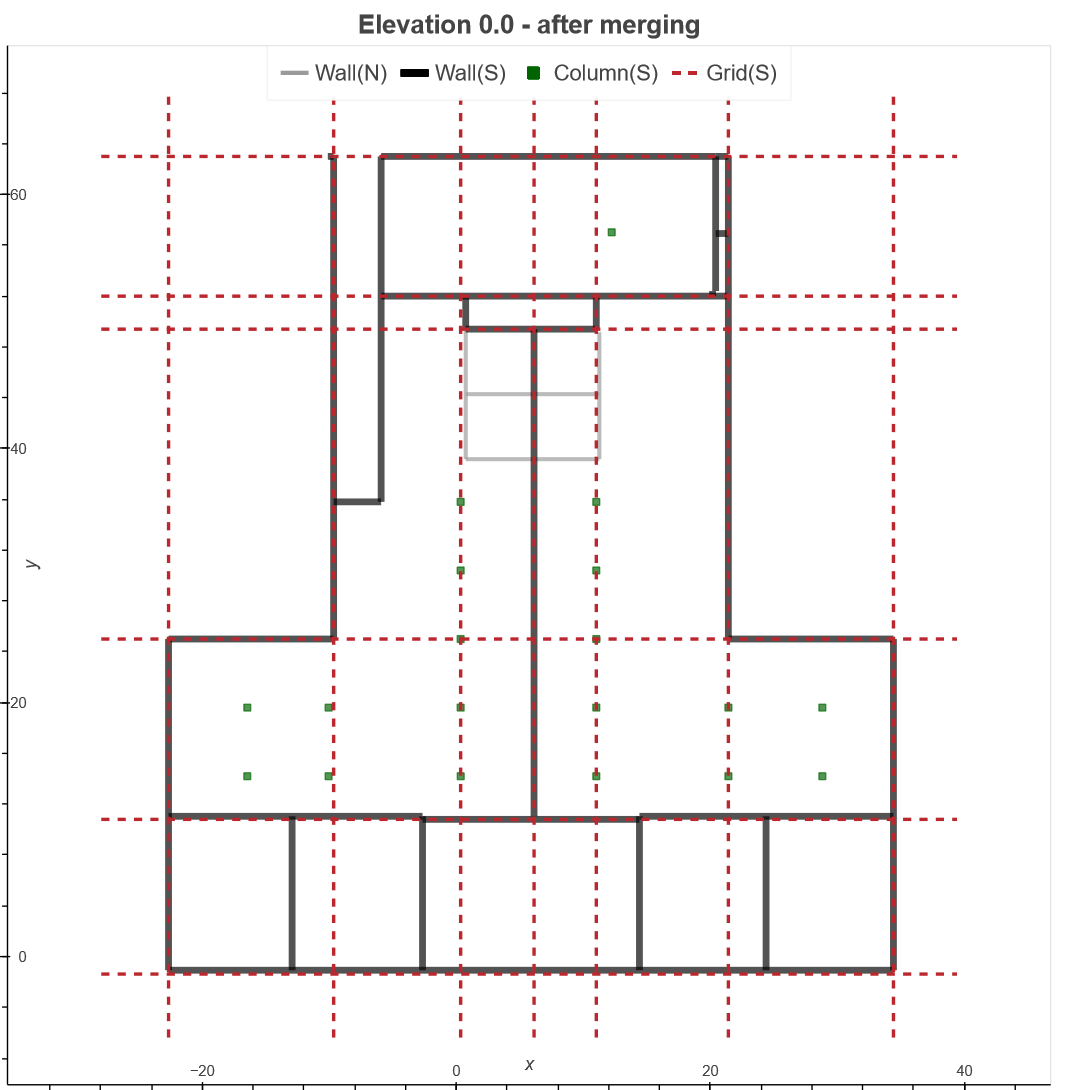 Elevation 0.0 - after merging
Wall(N) Wall(S) Column(S) Grid(S)
60
40
20
0
y
−20 0 20 40
x